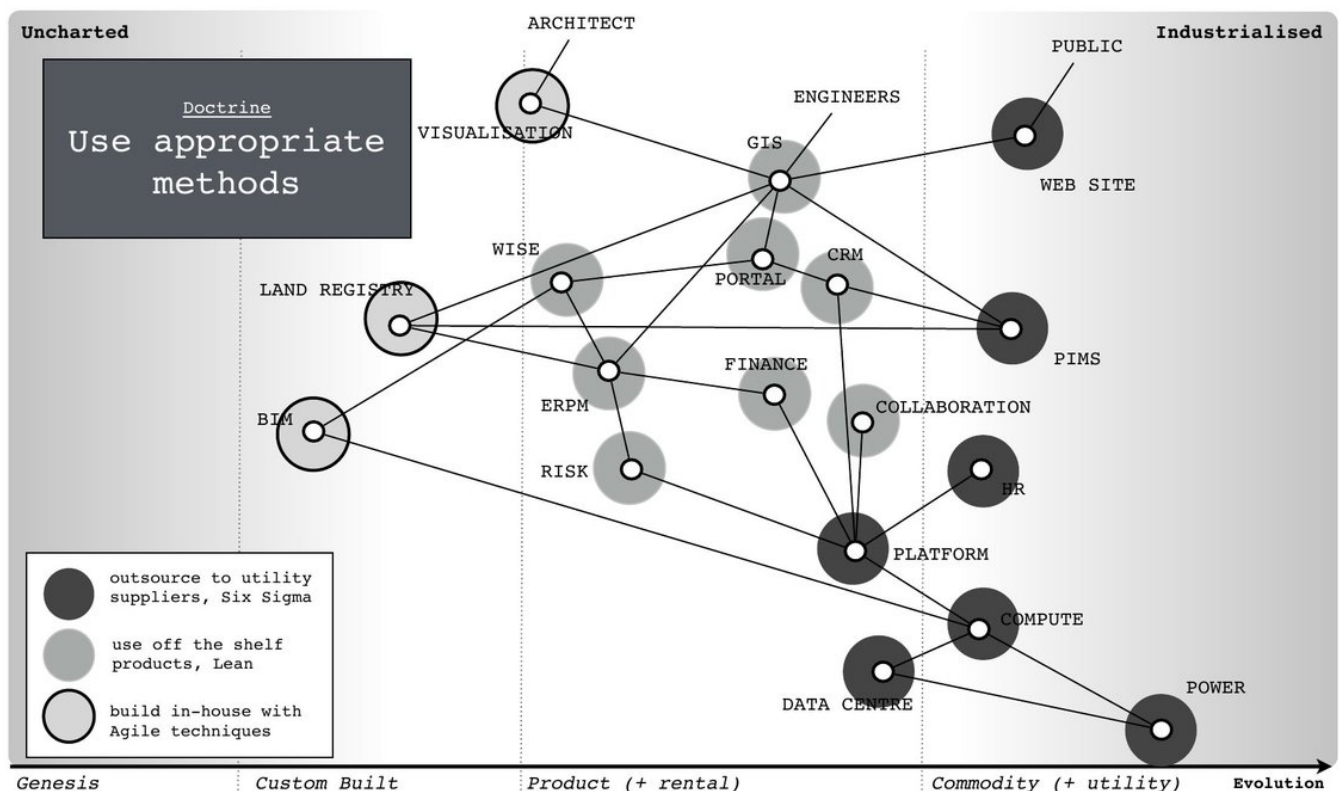 ARCHITECT
Uncharted
Industrialised
PUBLIC
Doctrine
Use appropriate
methods
ENGINEERS
VISUALISATION
GIS
WEB SITE
WISE
CRM
PORTAL
LAND REGISTRY
PIMS
FINANCE
ERPM
COLLABORATION
BIM
RISK
HR
PLATFORM
outsource to utility
suppliers, Six Sigma
use off the shelf
products, Lean
build in-house with
Agile techniques
COMPUTE
POWER
DATA CENTRE
Genesis
Custom Built
Product (+ rental)
Commodity (+ utility)
Evolution